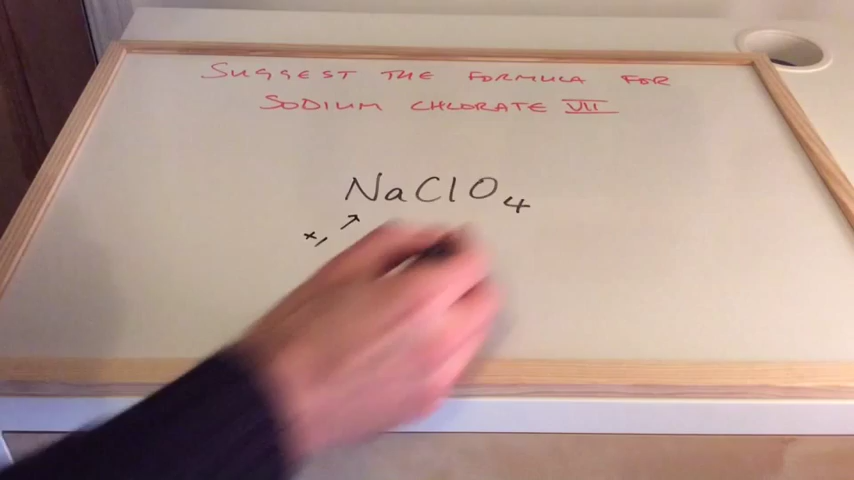 SUGGEST THE FORMULA FOR
SODIUM CHLORATE VII
NaClO₄
+1